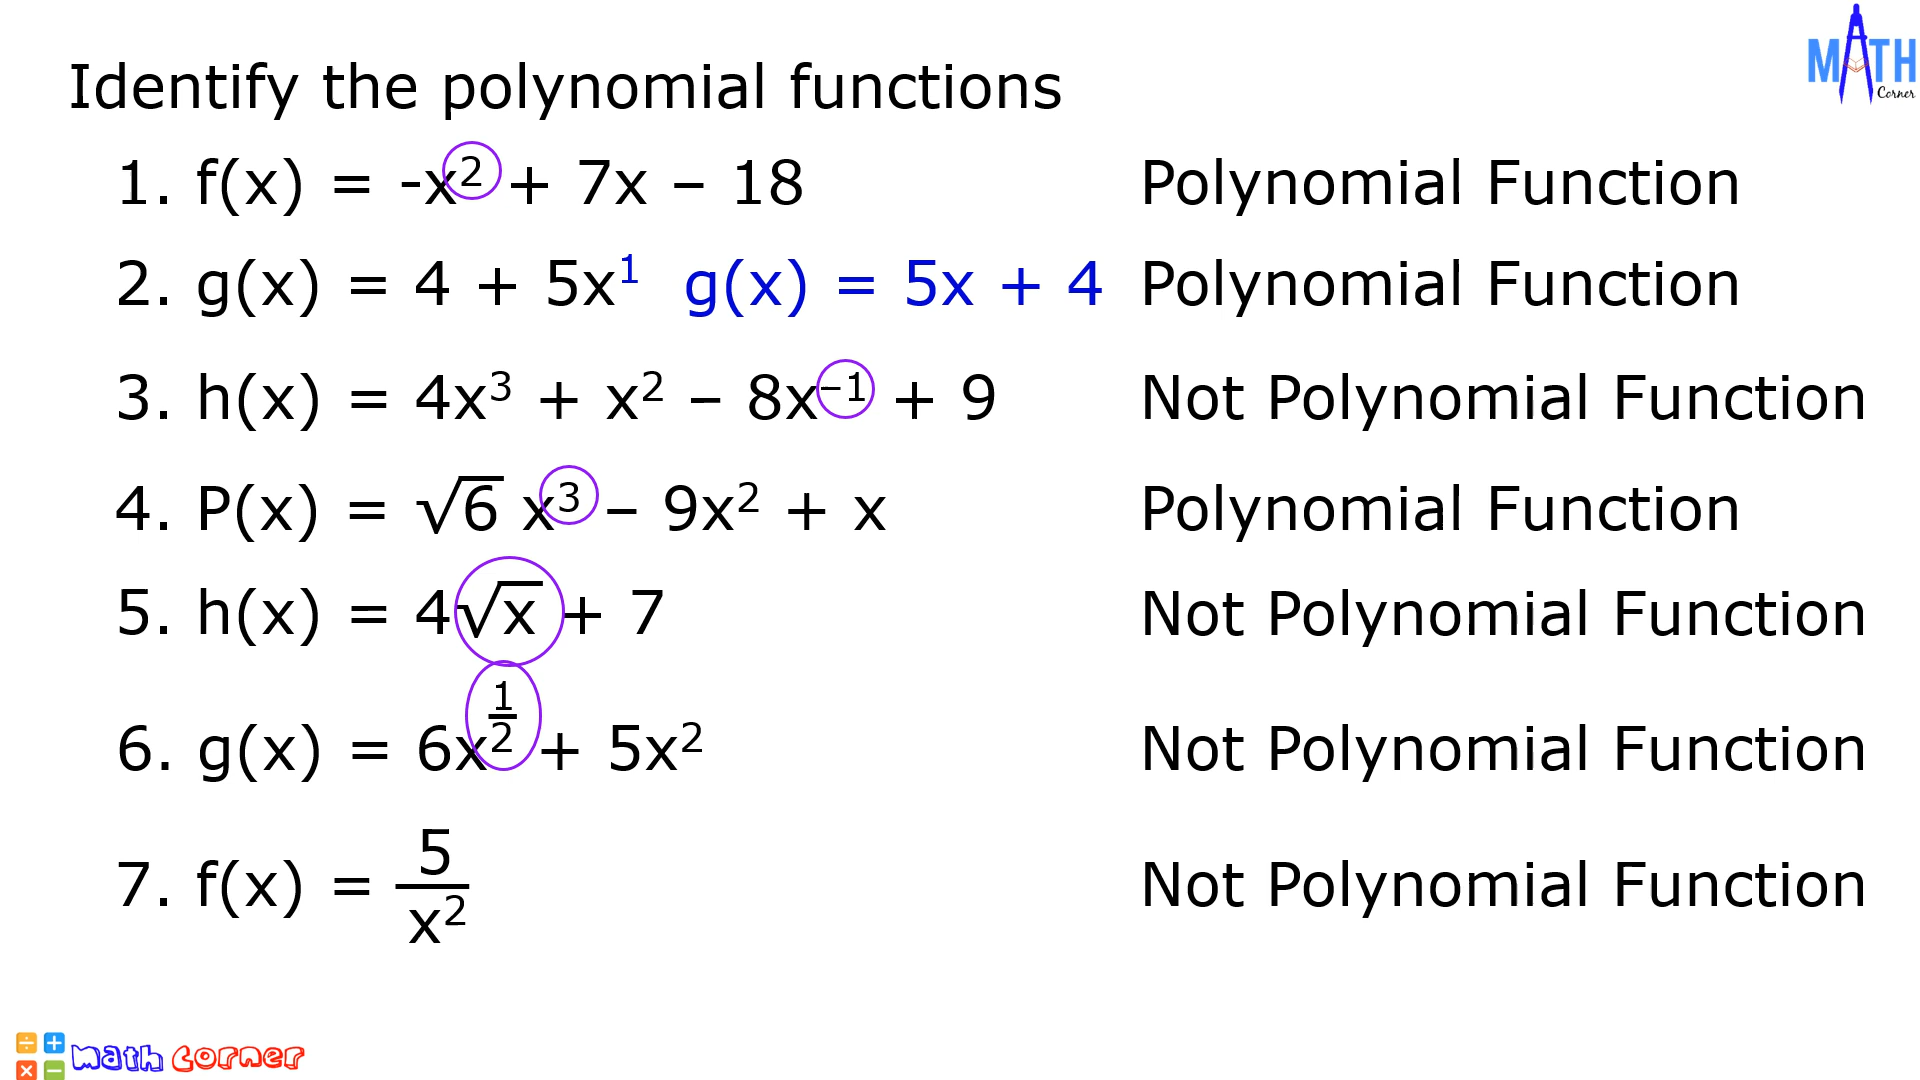 MATH
Corner
Identify the polynomial functions
1. f(x) = -x² + 7x – 18 Polynomial Function
2. g(x) = 4 + 5x¹ g(x) = 5x + 4 Polynomial Function
3. h(x) = 4x³ + x² – 8x⁻¹ + 9 Not Polynomial Function
4. P(x) = √6 x³ – 9x² + x Polynomial Function
5. h(x) = 4√x + 7 Not Polynomial Function
6. g(x) = 6x^(1/2) + 5x² Not Polynomial Function
7. f(x) = 5/x² Not Polynomial Function
÷ +
× −
Math Corner